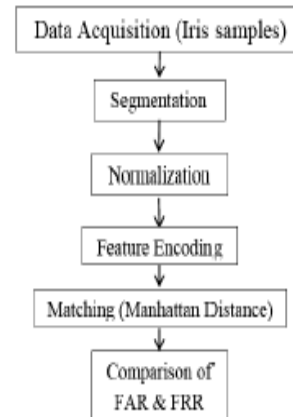 Data Acquisition (Iris samples)
Segmentation
Normalization
Feature Encoding
Matching (Manhattan Distance)
Comparison of
FAR & FRR